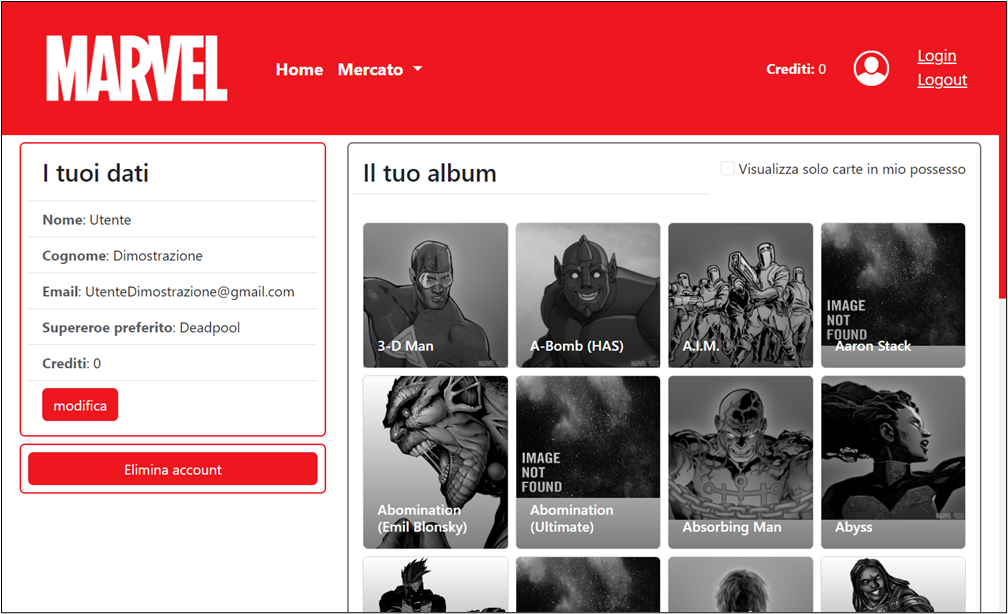 MARVEL
Home Mercato
Crediti: 0
Login
Logout
I tuoi dati
Nome: Utente
Cognome: Dimostrazione
Email: UtenteDimostrazione@gmail.com
Supereroe preferito: Deadpool
Crediti: 0
modifica
Elimina account
Il tuo album
Visualizza solo carte in mio possesso
3-D Man
A-Bomb (HAS)
A.I.M.
IMAGE
NOT
FOUND
Aaron Stack
Abomination
(Emil Blonsky)
IMAGE
NOT
FOUND
Abomination
(Ultimate)
Absorbing Man
Abyss